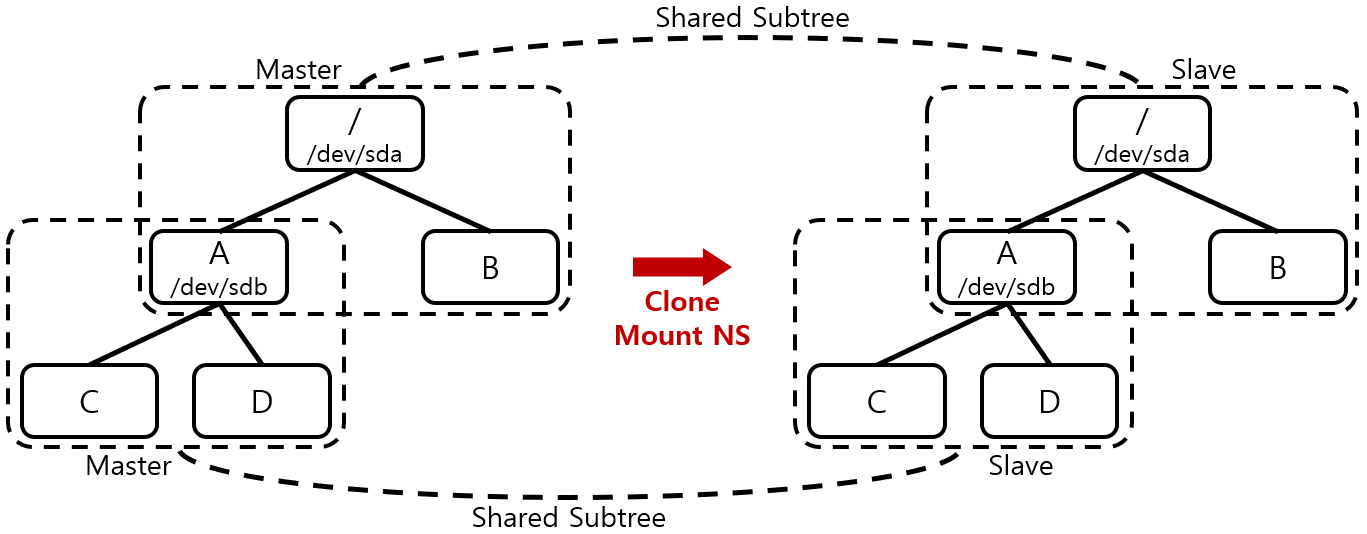 Shared Subtree
Master
Slave
/
/dev/sda
/
/dev/sda
A
/dev/sdb
B
Clone
Mount NS
A
/dev/sdb
B
C
D
C
D
Master
Slave
Shared Subtree